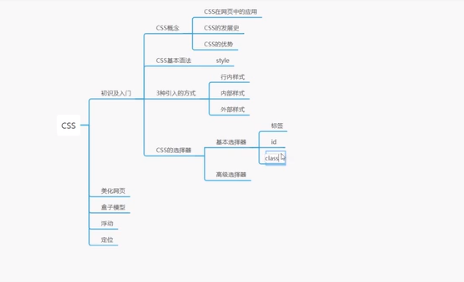 CSS在网页中的应用
CSS概念
CSS的发展史
CSS的优势
CSS基本语法
style
行内样式
初识及入门
3种引入的方式
内部样式
外部样式
标签
CSS
基本选择器
id
CSS的选择器
class
高级选择器
美化网页
盒子模型
浮动
定位